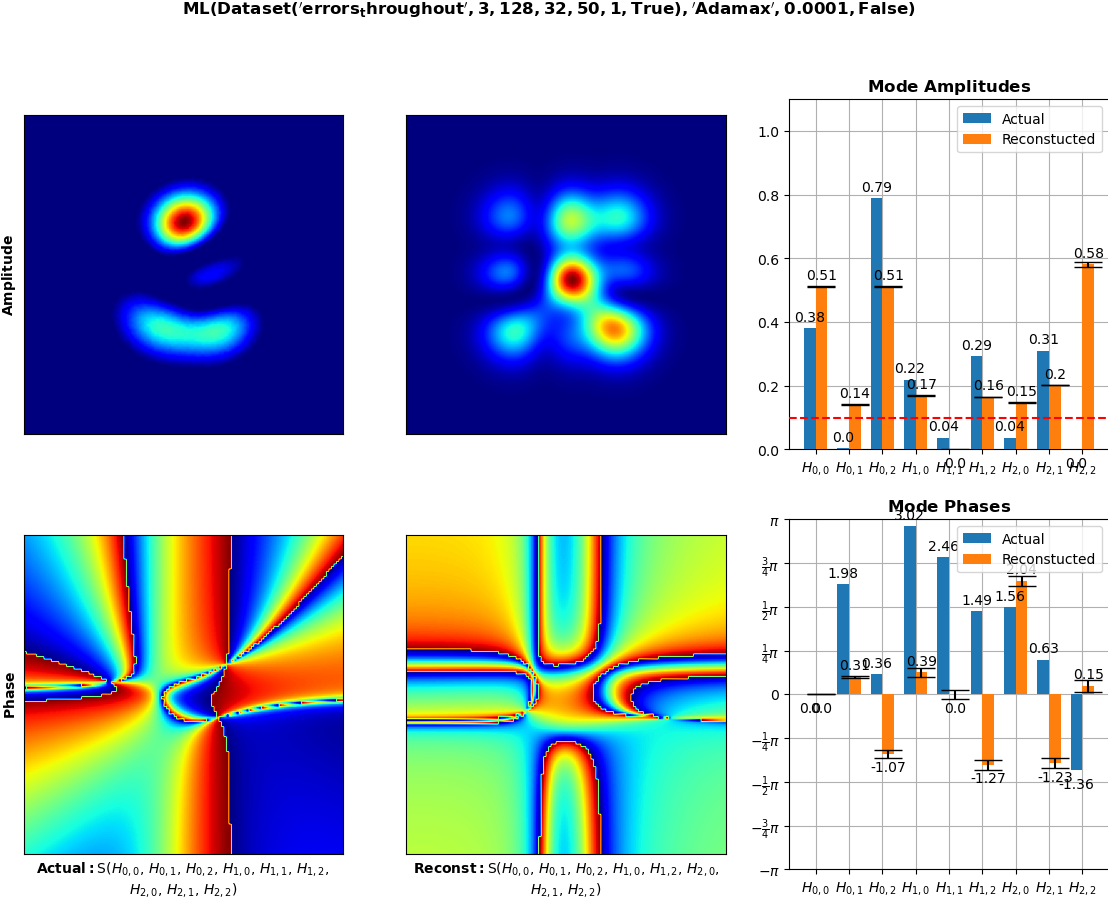 ML(Dataset('errors_throughout', 3, 128, 32, 50, 1, True), 'Adamax', 0.0001, False)
Amplitude
Mode Amplitudes
Actual
Reconstucted
1.0
0.8
0.6
0.4
0.2
0.0
0.38
0.51
0.0
0.14
0.79
0.51
0.22
0.17
0.04
0.0
0.29
0.16
0.04
0.15
0.31
0.2
0.0
0.58
H0,0 H0,1 H0,2 H1,0 H1,1 H1,2 H2,0 H2,1 H2,2
Phase
Actual: S(H0,0, H0,1, H0,2, H1,0, H1,1, H1,2,
H2,0, H2,1, H2,2)
Reconst: S(H0,0, H0,1, H0,2, H1,0, H1,2, H2,0,
H2,1, H2,2)
Mode Phases
Actual
Reconstucted
π
3/4π
1/2π
1/4π
0
−1/4π
−1/2π
−3/4π
−π
0.0
0.0
1.98
0.31
0.36
-1.07
3.02
0.39
2.46
0.0
1.49
-1.27
1.56
2.04
0.63
-1.23
-1.36
0.15
H0,0 H0,1 H0,2 H1,0 H1,1 H1,2 H2,0 H2,1 H2,2